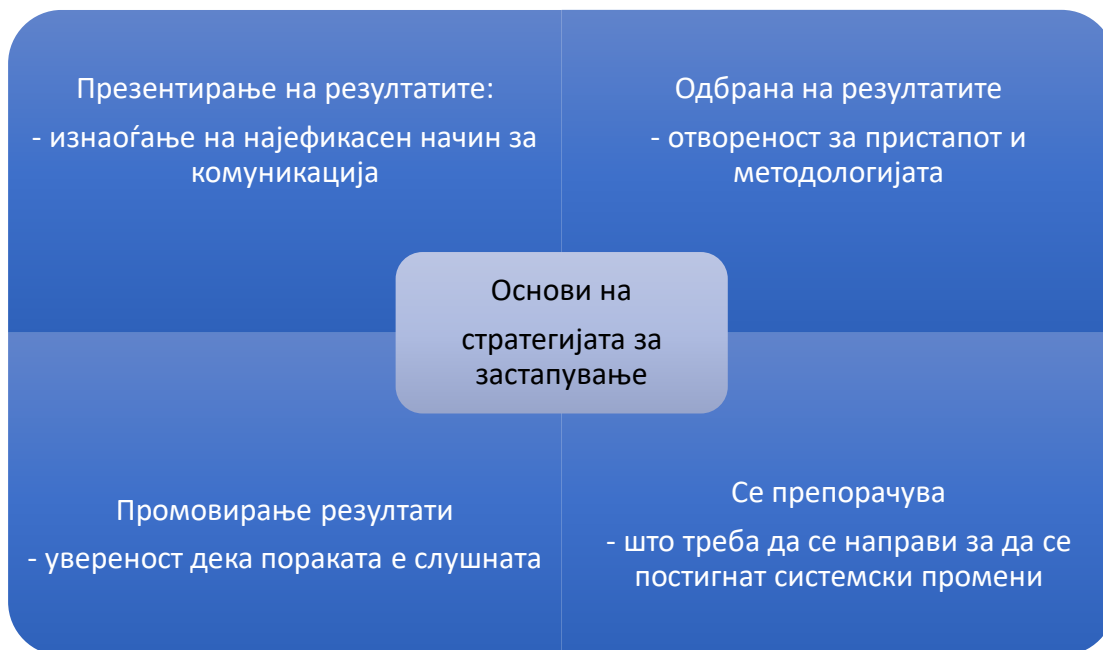 Презентирање на резултатите:
- изнаоѓање на најефикасен начин за
комуникација
Одбрана на резултатите
- отвореност за пристапот и
методологијата
Основи на
стратегијата за
застапување
Промовирање резултати
- увереност дека пораката е слушната
Се препорачува
- што треба да се направи за да се
постигнат системски промени